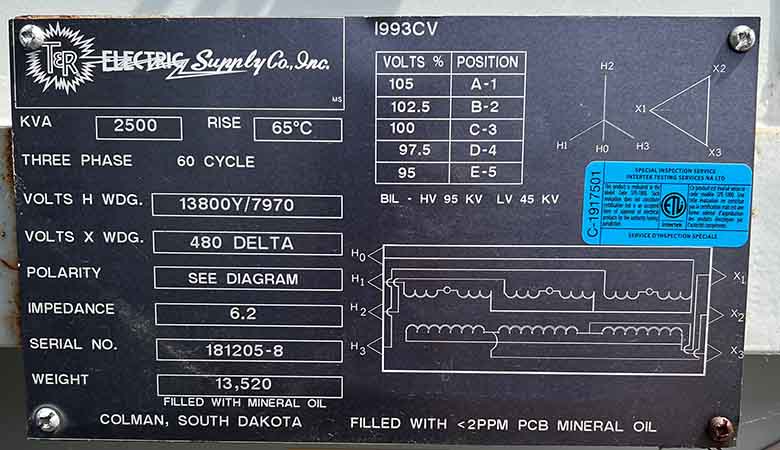 T&R ELECTRIC Supply Co., Inc.
MS
1993CV
VOLTS % POSITION
105 A-1
102.5 B-2
100 C-3
97.5 D-4
95 E-5
BIL - HV 95 KV LV 45 KV
H2
H1 H0 H3
X2
X1
X3
KVA 2500 RISE 65°C
THREE PHASE 60 CYCLE
VOLTS H WDG. 13800Y/7970
VOLTS X WDG. 480 DELTA
POLARITY SEE DIAGRAM
IMPEDANCE 6.2
SERIAL NO. 181205-8
WEIGHT 13,520
FILLED WITH MINERAL OIL
COLMAN, SOUTH DAKOTA FILLED WITH <2PPM PCB MINERAL OIL
C-1917501
SPECIAL INSPECTION SERVICE
INTERTEK TESTING SERVICES NA LTD
ETL
Intertek
SERVICE D'INSPECTION SPÉCIALE
H0
H1
H2
H3
X1
X2
X3